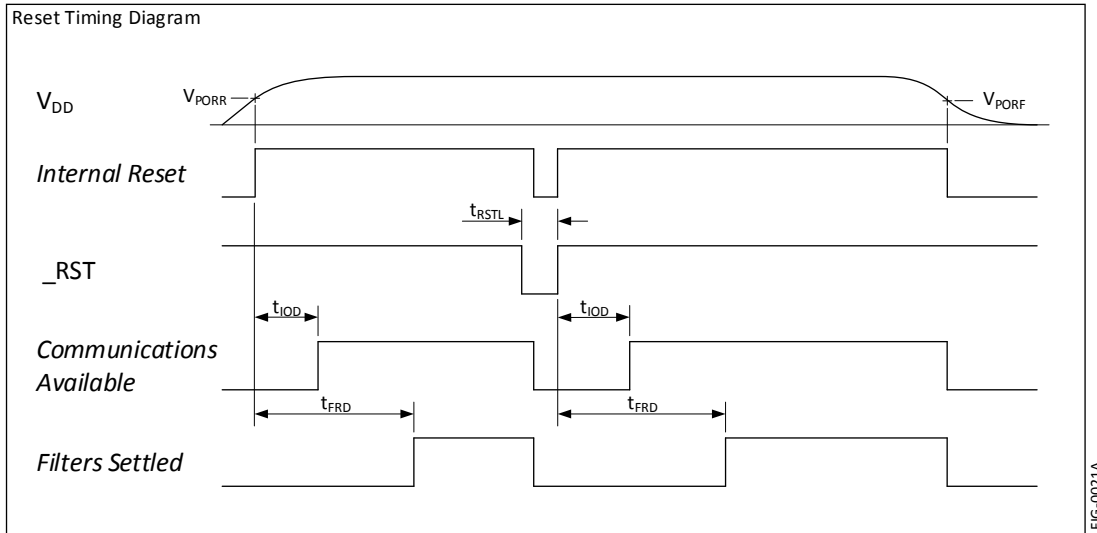 Reset Timing Diagram
VDD
VPORR
VPORF
Internal Reset
tRSTL
_RST
tIOD
tIOD
Communications
Available
tFRD
tFRD
Filters Settled
FIG-0021A